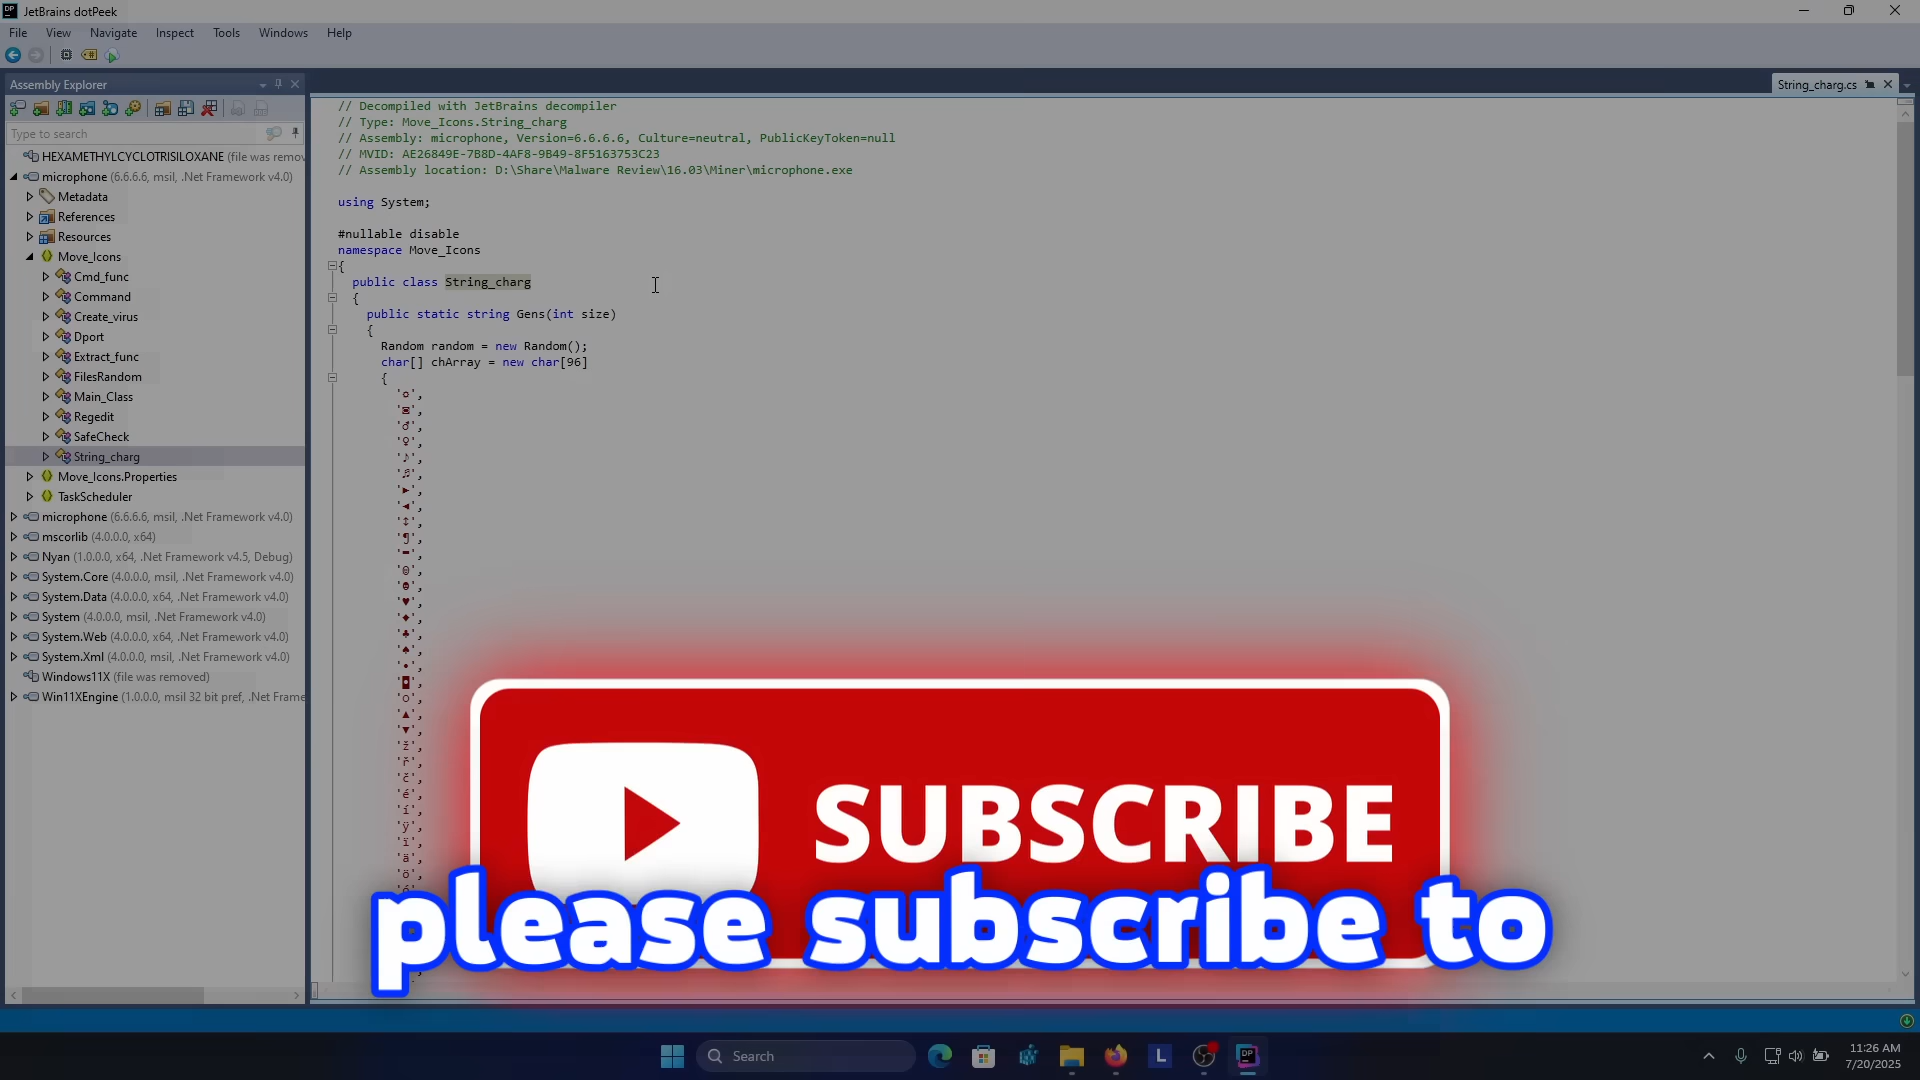 JetBrains dotPeek
File View Navigate Inspect Tools Windows Help
Assembly Explorer
String_charg.cs
Type to search
HEXAMETHYLCYCLOTRISILOXANE (file was remov
microphone (6.6.6.6, msil, .Net Framework v4.0)
Metadata
References
Resources
Move_Icons
Cmd_func
Command
Create_virus
Dport
Extract_func
FilesRandom
Main_Class
Regedit
SafeCheck
String_charg
Move_Icons.Properties
TaskScheduler
microphone (6.6.6.6, msil, .Net Framework v4.0)
mscorlib (4.0.0.0, x64)
Nyan (1.0.0.0, x64, .Net Framework v4.5, Debug)
System.Core (4.0.0.0, msil, .Net Framework v4.0)
System.Data (4.0.0.0, x64, .Net Framework v4.0)
System (4.0.0.0, msil, .Net Framework v4.0)
System.Web (4.0.0.0, x64, .Net Framework v4.0)
System.Xml (4.0.0.0, msil, .Net Framework v4.0)
Windows11X (file was removed)
Win11XEngine (1.0.0.0, msil 32 bit pref, .Net Frame
// Decompiled with JetBrains decompiler
// Type: Move_Icons.String_charg
// Assembly: microphone, Version=6.6.6.6, Culture=neutral, PublicKeyToken=null
// MVID: AE26849E-7B8D-4AF8-9B49-8F5163753C23
// Assembly location: D:\Share\Malware Review\16.03\Miner\microphone.exe
using System;
#nullable disable
namespace Move_Icons
{
public class String_charg
{
public static string Gens(int size)
{
Random random = new Random();
char[] chArray = new char[96]
{
'☼',
'◙',
'♂',
'♀',
'♪',
'♬',
'►',
'◄',
'↕',
'¶',
'▬',
'☺',
'☻',
'♥',
'♦',
'♣',
'♠',
'•',
'◘',
'○',
'▲',
'▼',
'ž',
'ř',
'č',
'é',
'í',
'ÿ',
'ï',
'ä',
'ö',
SUBSCRIBE
please subscribe to
Search
L
DP
11:26 AM
7/20/2025